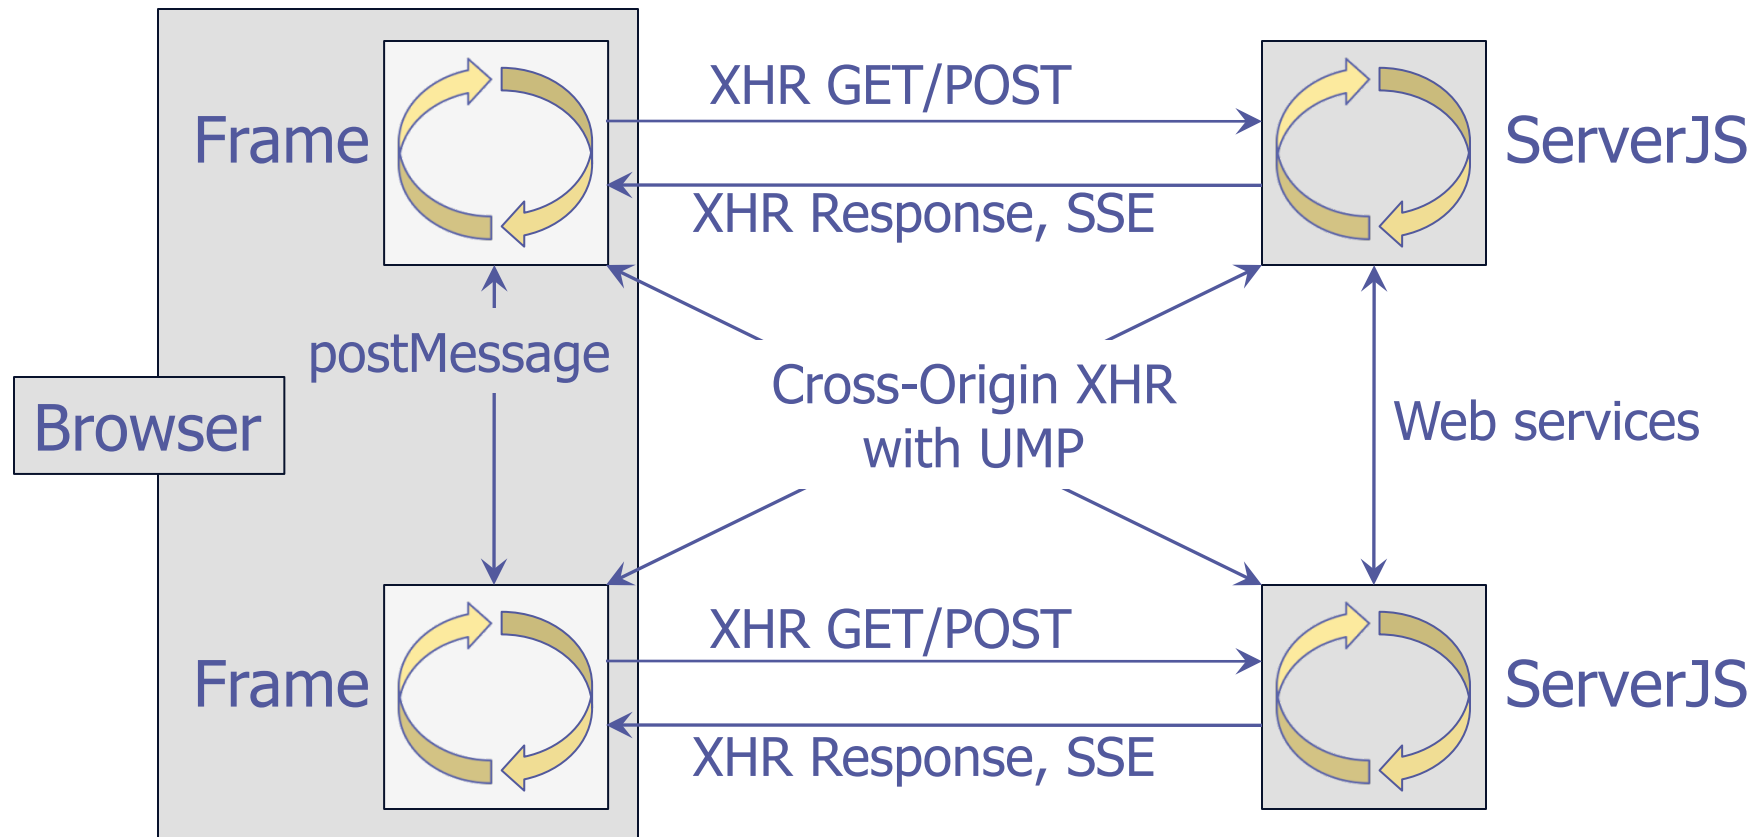 XHR GET/POST
Frame
ServerJS
XHR Response, SSE
postMessage
Cross-Origin XHR
with UMP
Browser
Web services
XHR GET/POST
Frame
ServerJS
XHR Response, SSE